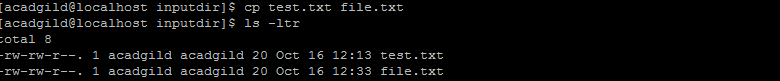 [acadgild@localhost inputdir]$ cp test.txt file.txt
[acadgild@localhost inputdir]$ ls -ltr
total 8
-rw-rw-r--. 1 acadgild acadgild 20 Oct 16 12:13 test.txt
-rw-rw-r--. 1 acadgild acadgild 20 Oct 16 12:33 file.txt